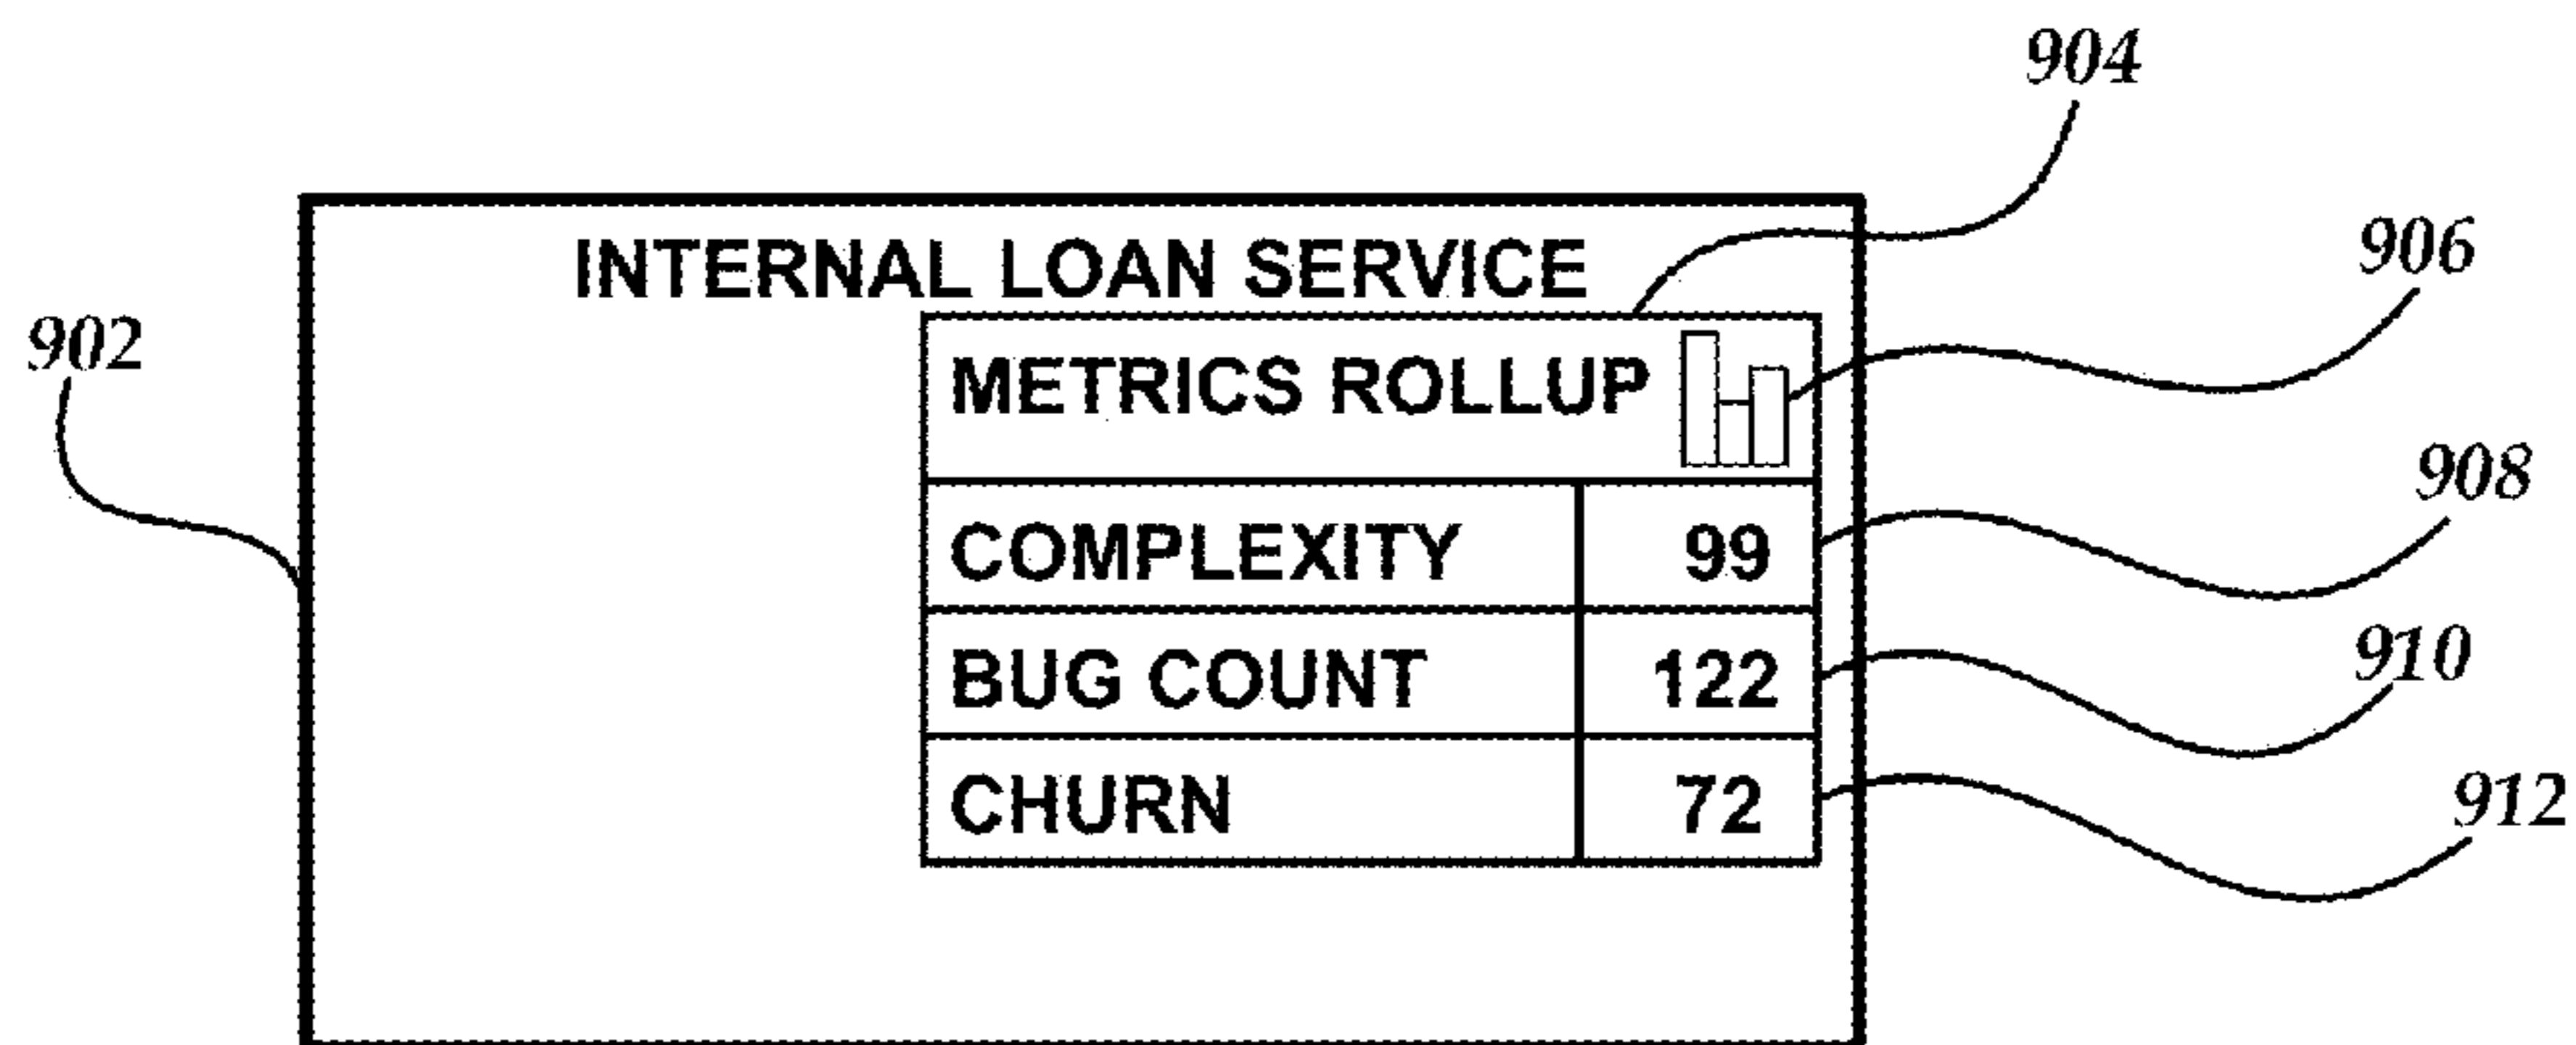 904
INTERNAL LOAN SERVICE
906
902
METRICS ROLLUP
908
COMPLEXITY 99
BUG COUNT 122
910
CHURN 72
912